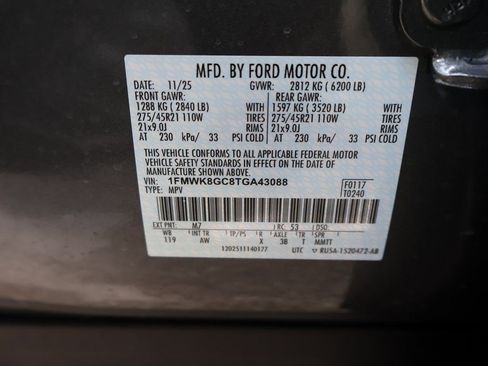 MFD. BY FORD MOTOR CO.
DATE: 11/25 GVWR: 2812 KG ( 6200 LB)
FRONT GAWR: REAR GAWR:
1288 KG ( 2840 LB) WITH 1597 KG ( 3520 LB) WITH
275/45R21 110W TIRES 275/45R21 110W TIRES
21x9.0J RIMS 21x9.0J RIMS
AT 230 kPa/ 33 PSI COLD AT 230 kPa/ 33 PSI COLD
THIS VEHICLE CONFORMS TO ALL APPLICABLE FEDERAL MOTOR
VEHICLE SAFETY STANDARDS IN EFFECT ON THE DATE OF
MANUFACTURE SHOWN ABOVE.
VIN: 1FMWK8GC8TGA43088
TYPE: MPV
F0117
T0240
EXT PNT: M7 RC: 53 DSO:
WB INT TR TP/PS R AXLE TR SPR
119 AW X 3B T MMTT
1202511140127 UTC RU5A-1520472-AB